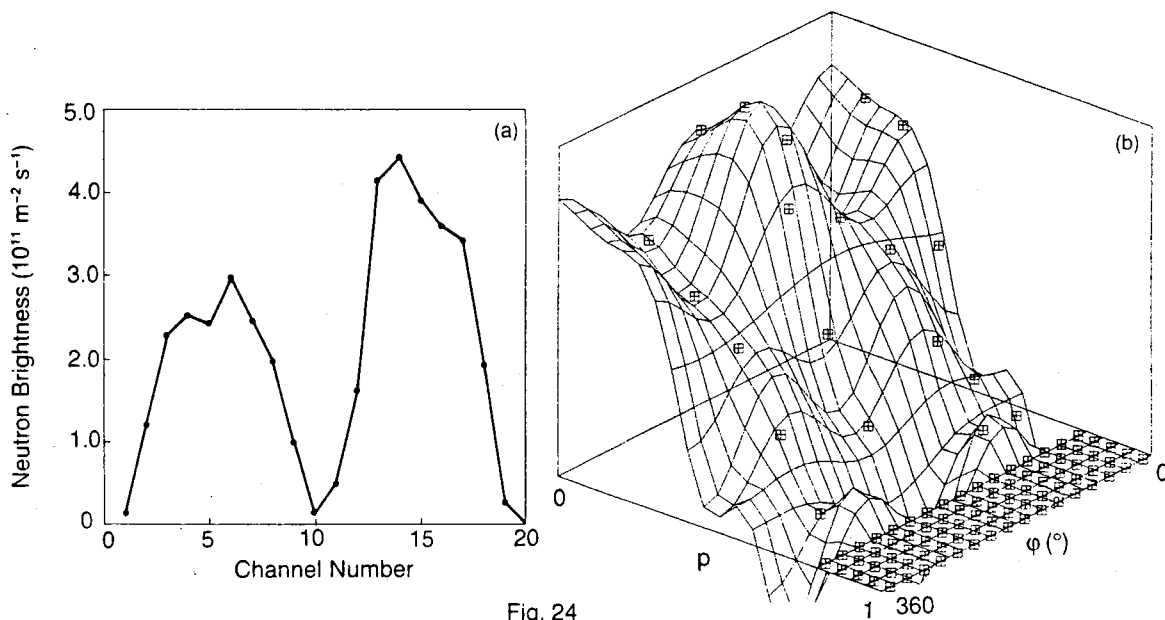 5.0
4.0
3.0
2.0
1.0
0
Neutron Brightness (10¹¹ m⁻² s⁻¹)
0 5 10 15 20
Channel Number
(a)
(b)
0
p
1
360
φ (°)
0
Fig. 24